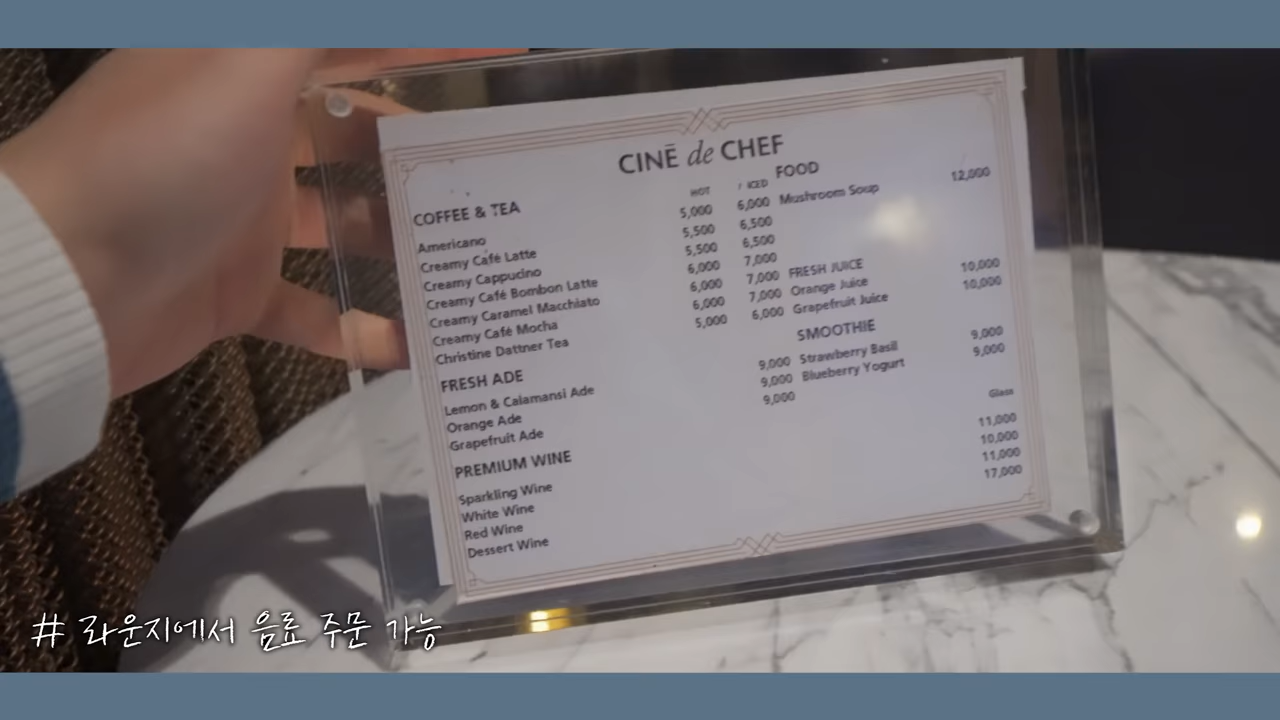 CINĒ de CHEF
COFFEE & TEA HOT / ICED
Americano 5,000 6,000
Creamy Café Latte 5,500 6,500
Creamy Cappucino 5,500 6,500
Creamy Café Bombon Latte 6,000 7,000
Creamy Caramel Macchiato 6,000 7,000
Creamy Café Mocha 6,000 7,000
Christine Dattner Tea 5,000 6,000
FRESH ADE
Lemon & Calamansi Ade 9,000
Orange Ade 9,000
Grapefruit Ade 9,000
FOOD
Mushroom Soup 12,000
FRESH JUICE
Orange Juice 10,000
Grapefruit Juice 10,000
SMOOTHIE
Strawberry Basil 9,000
Blueberry Yogurt 9,000
PREMIUM WINE Glass
Sparkling Wine 11,000
White Wine 10,000
Red Wine 11,000
Dessert Wine 17,000
# 라운지에서 음료 주문 가능